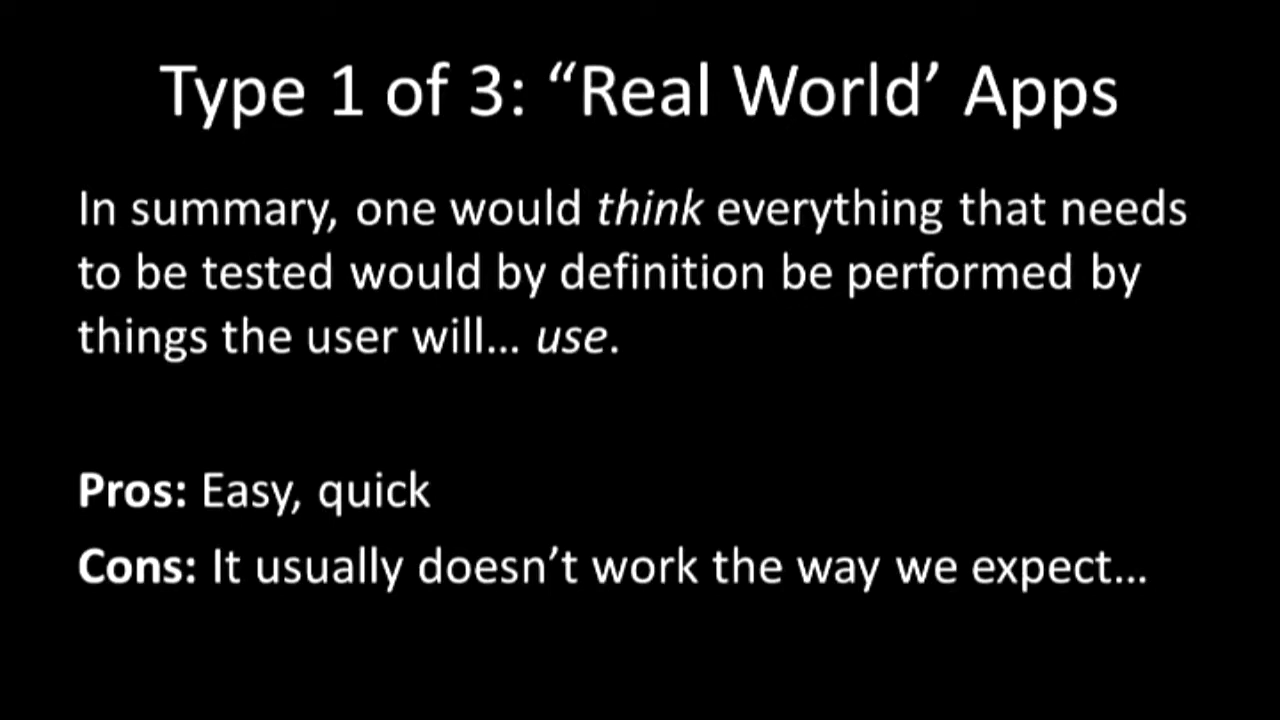 Type 1 of 3: “Real World’ Apps
In summary, one would think everything that needs
to be tested would by definition be performed by
things the user will... use.
Pros: Easy, quick
Cons: It usually doesn’t work the way we expect...